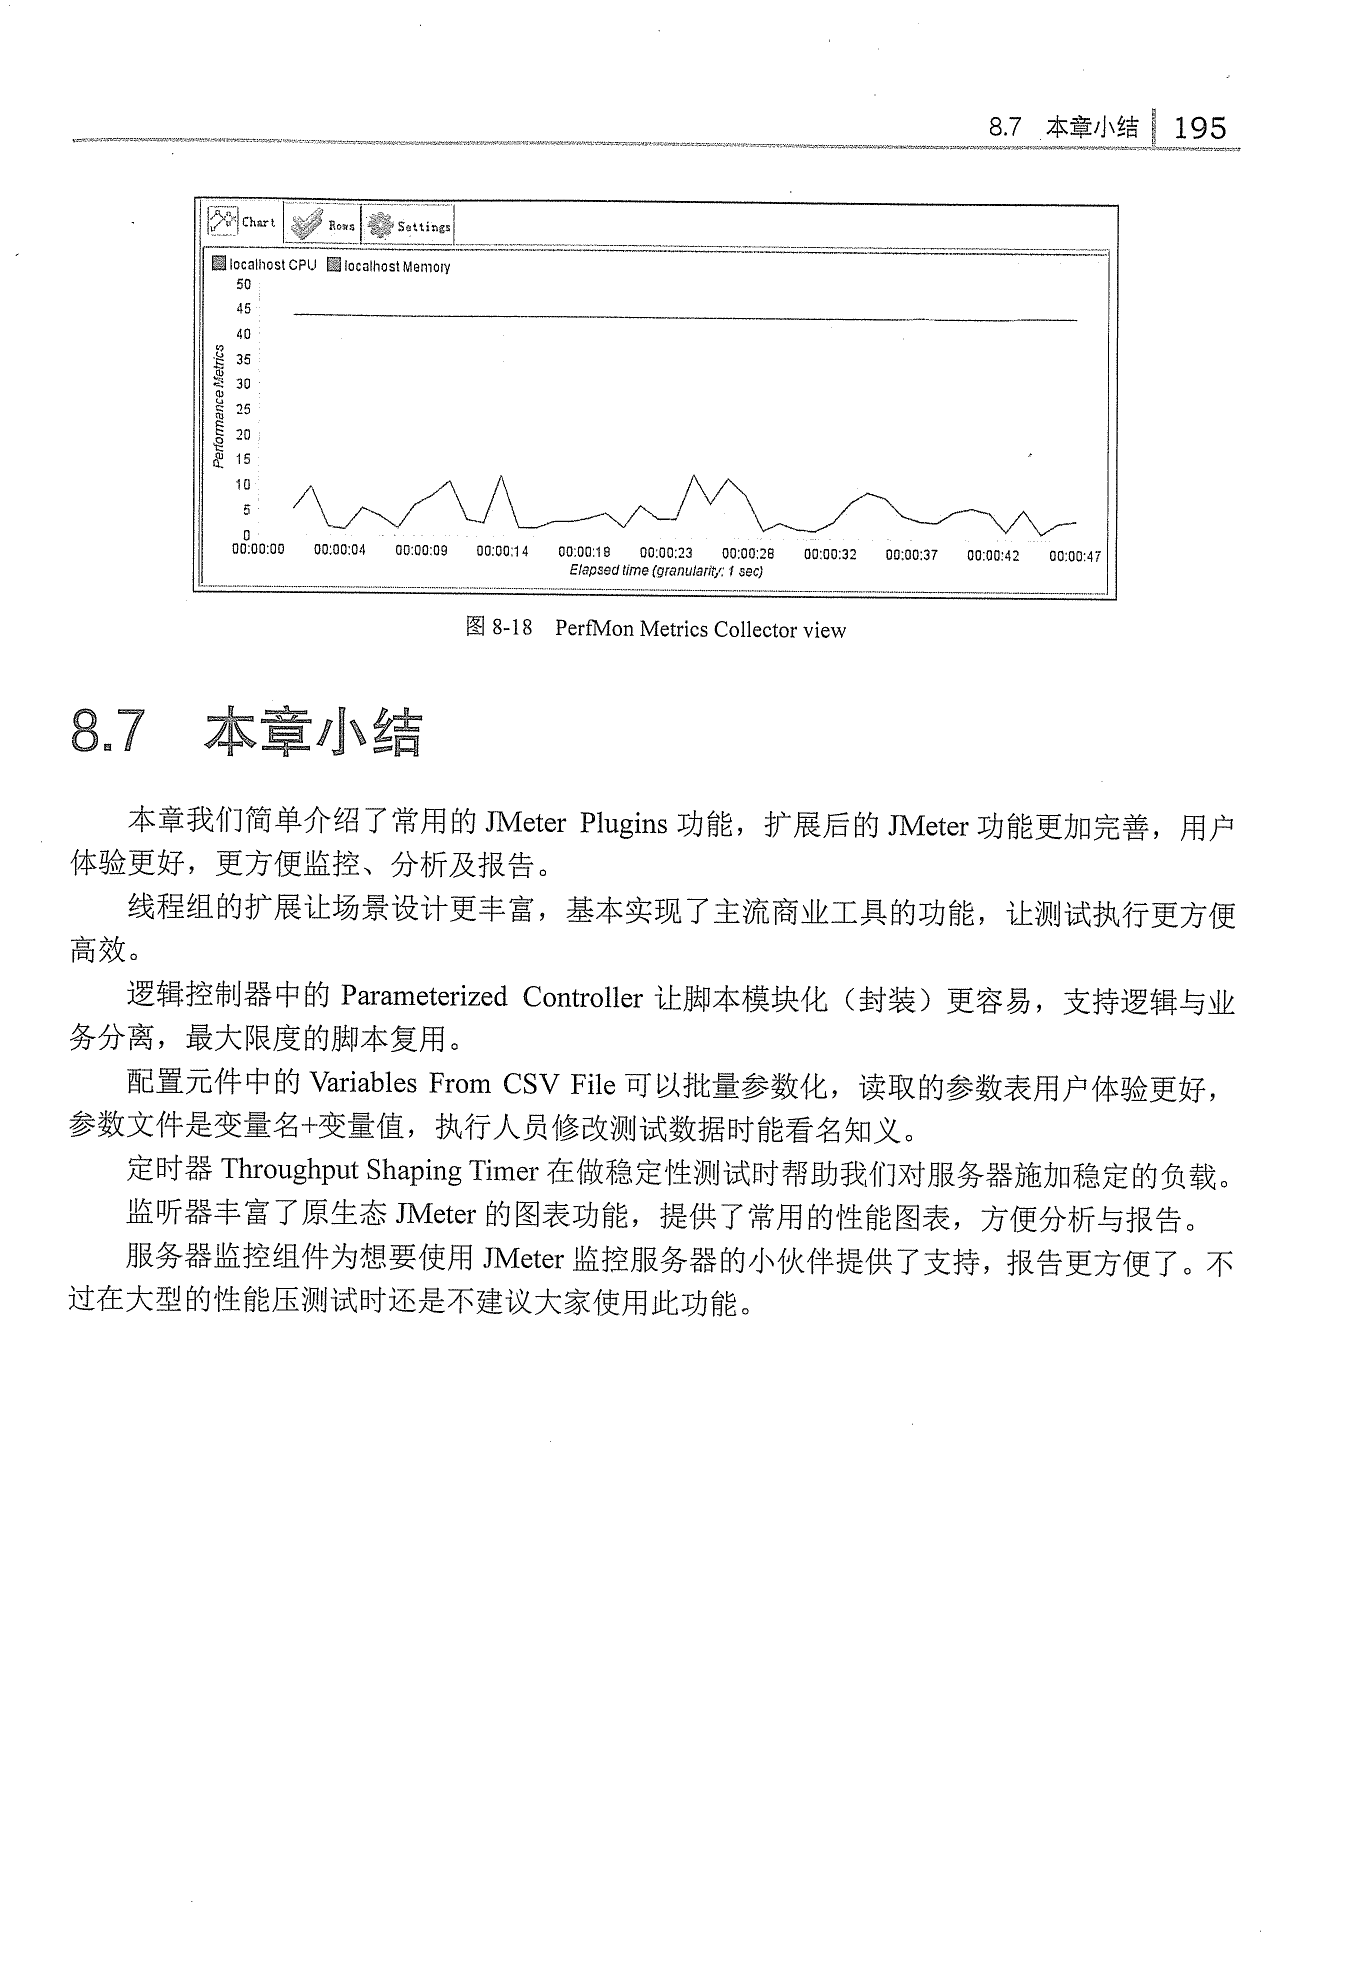 8.7 本章小结 195
Chart Rows Settings
localhost CPU localhost Memory
50
45
40
35
30
25
20
15
10
5
0
Performance Metrics
00:00:00 00:00:04 00:00:09 00:00:14 00:00:18 00:00:23 00:00:28 00:00:32 00:00:37 00:00:42 00:00:47
Elapsed time (granularity: 1 sec)
图 8-18 PerfMon Metrics Collector view
8.7 本章小结
本章我们简单介绍了常用的 JMeter Plugins 功能，扩展后的 JMeter 功能更加完善，用户
体验更好，更方便监控、分析及报告。
线程组的扩展让场景设计更丰富，基本实现了主流商业工具的功能，让测试执行更方便
高效。
逻辑控制器中的 Parameterized Controller 让脚本模块化（封装）更容易，支持逻辑与业
务分离，最大限度的脚本复用。
配置元件中的 Variables From CSV File 可以批量参数化，读取的参数表用户体验更好，
参数文件是变量名+变量值，执行人员修改测试数据时能看名知义。
定时器 Throughput Shaping Timer 在做稳定性测试时帮助我们对服务器施加稳定的负载。
监听器丰富了原生态 JMeter 的图表功能，提供了常用的性能图表，方便分析与报告。
服务器监控组件为想要使用 JMeter 监控服务器的小伙伴提供了支持，报告更方便了。不
过在大型的性能压测试时还是不建议大家使用此功能。